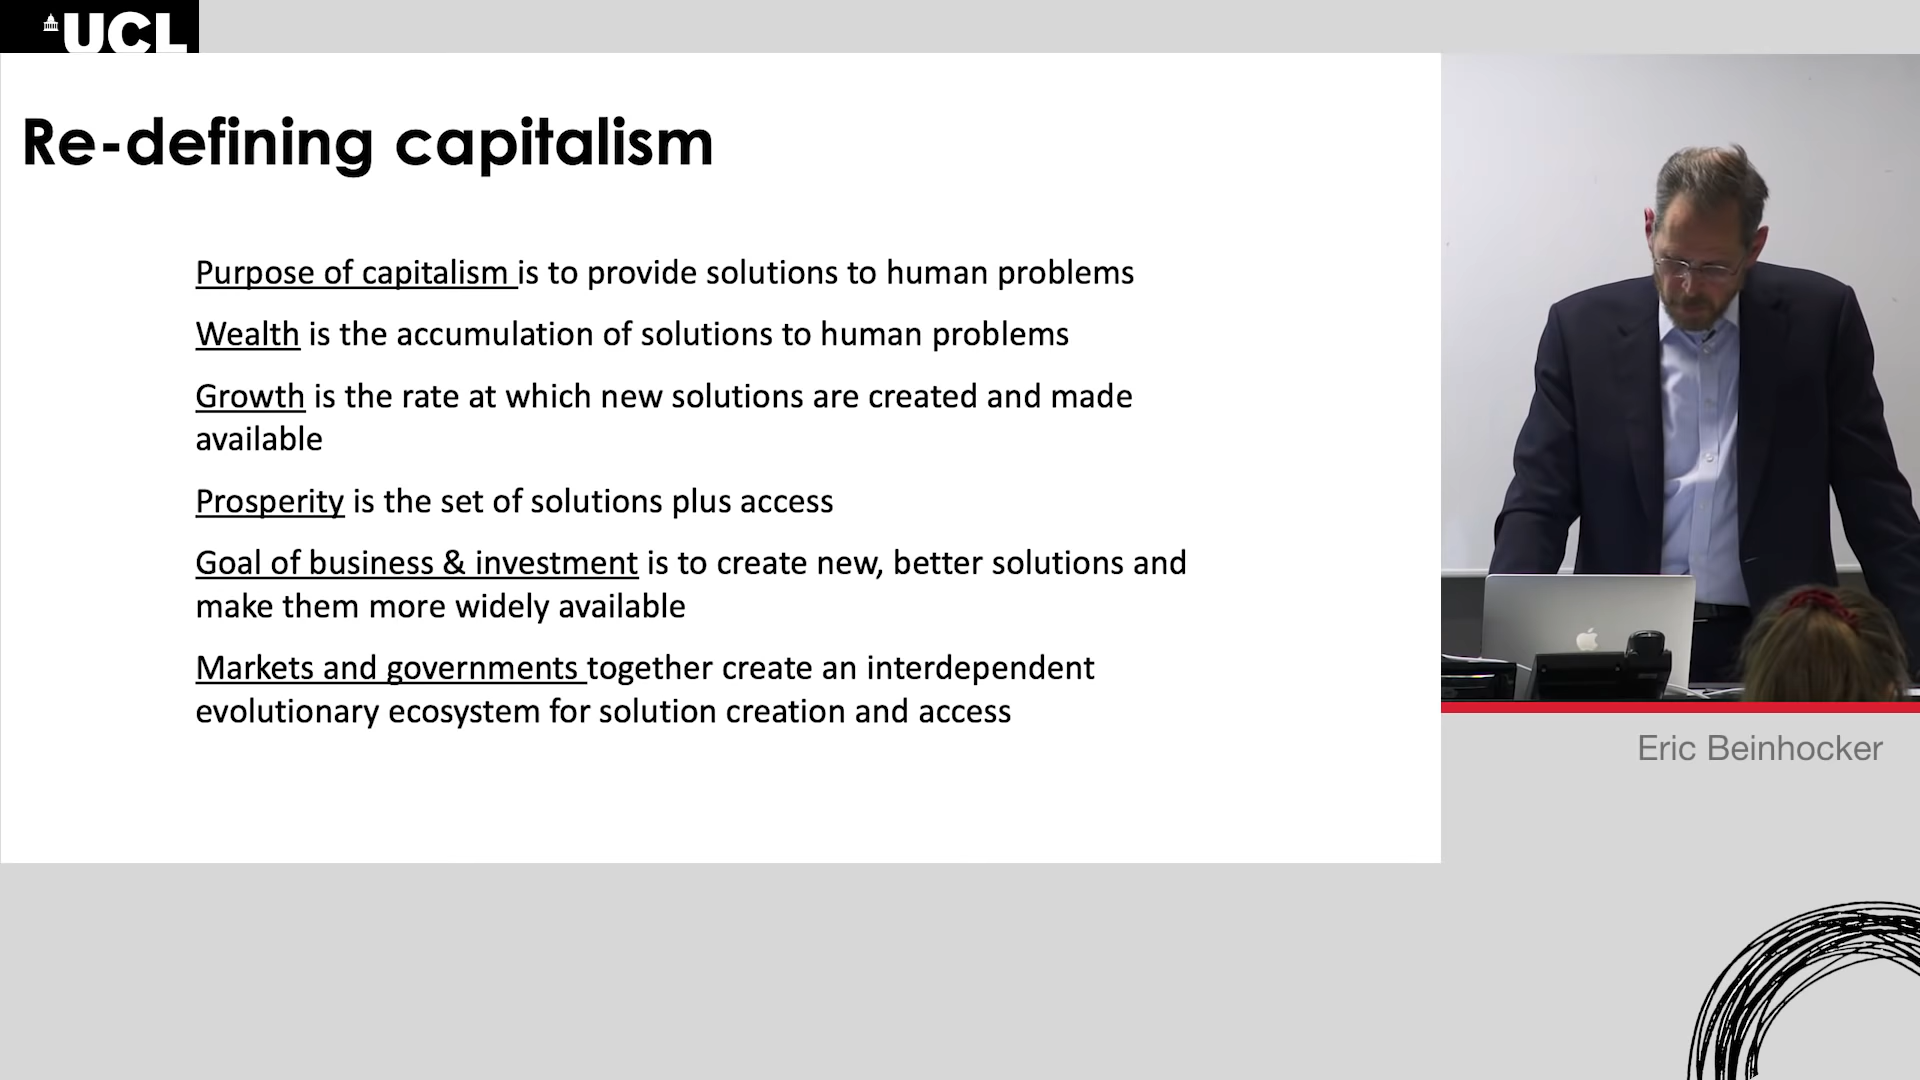 UCL
Re-defining capitalism
Purpose of capitalism is to provide solutions to human problems
Wealth is the accumulation of solutions to human problems
Growth is the rate at which new solutions are created and made
available
Prosperity is the set of solutions plus access
Goal of business & investment is to create new, better solutions and
make them more widely available
Markets and governments together create an interdependent
evolutionary ecosystem for solution creation and access
Eric Beinhocker